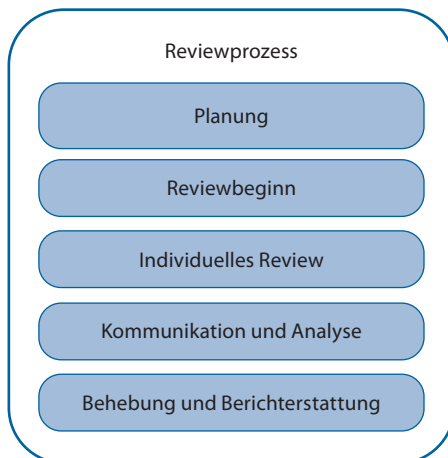 Reviewprozess
Planung
Reviewbeginn
Individuelles Review
Kommunikation und Analyse
Behebung und Berichterstattung